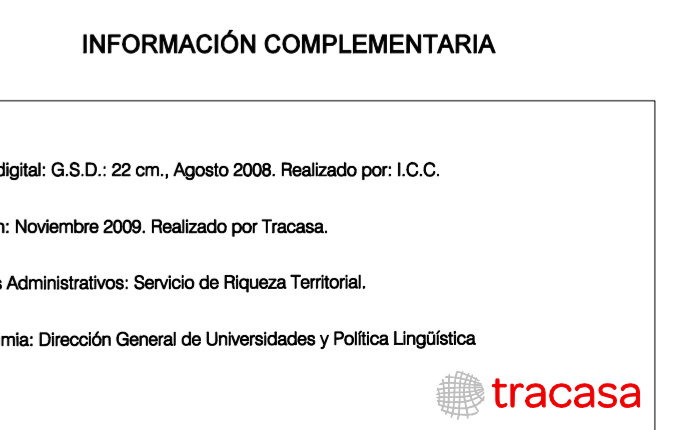 INFORMACIÓN COMPLEMENTARIA
digital: G.S.D.: 22 cm., Agosto 2008. Realizado por: I.C.C.
n: Noviembre 2009. Realizado por Tracasa.
s Administrativos: Servicio de Riqueza Territorial.
mia: Dirección General de Universidades y Política Lingüística
tracasa